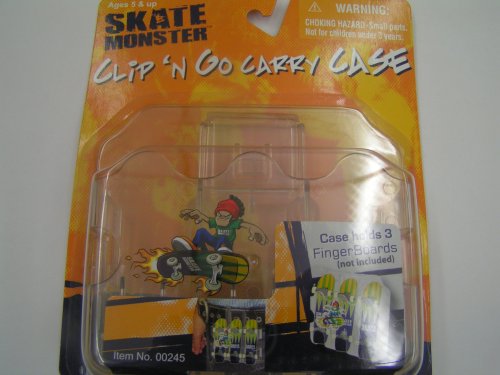 Ages 5 & up
SKATE
MONSTER
WARNING:
CHOKING HAZARD-Small parts.
Not for children under 3 years.
CLIP 'N GO CARRY CASE
Case holds 3
FingerBoards
(not included)
Item No. 00245